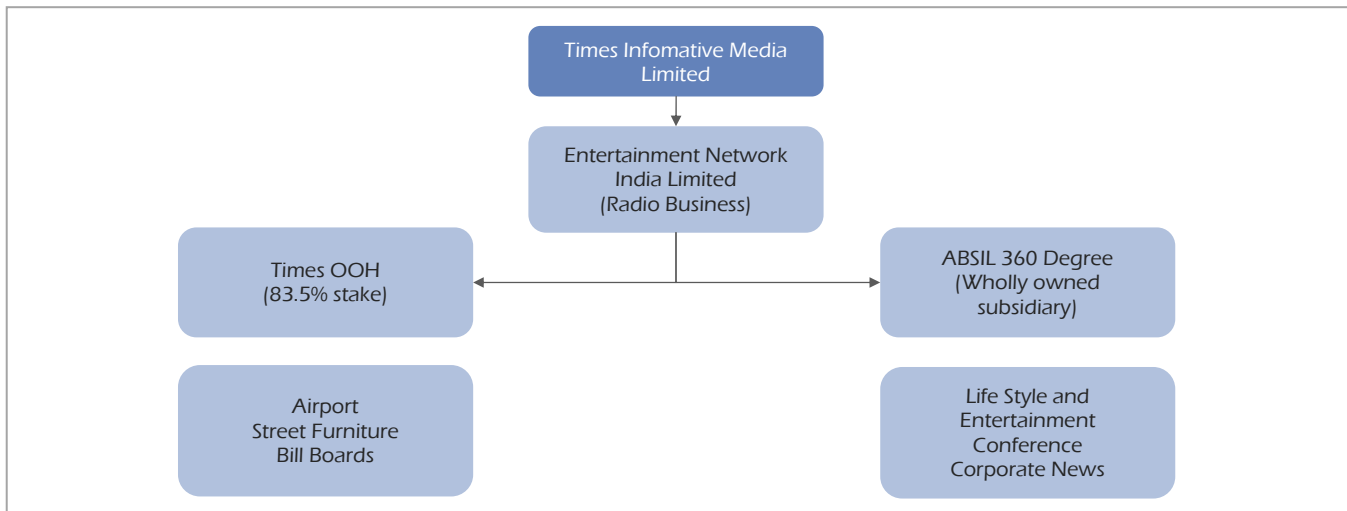 Times Infomative Media
Limited
Entertainment Network
India Limited
(Radio Business)
Times OOH
(83.5% stake)
ABSIL 360 Degree
(Wholly owned
subsidiary)
Airport
Street Furniture
Bill Boards
Life Style and
Entertainment
Conference
Corporate News